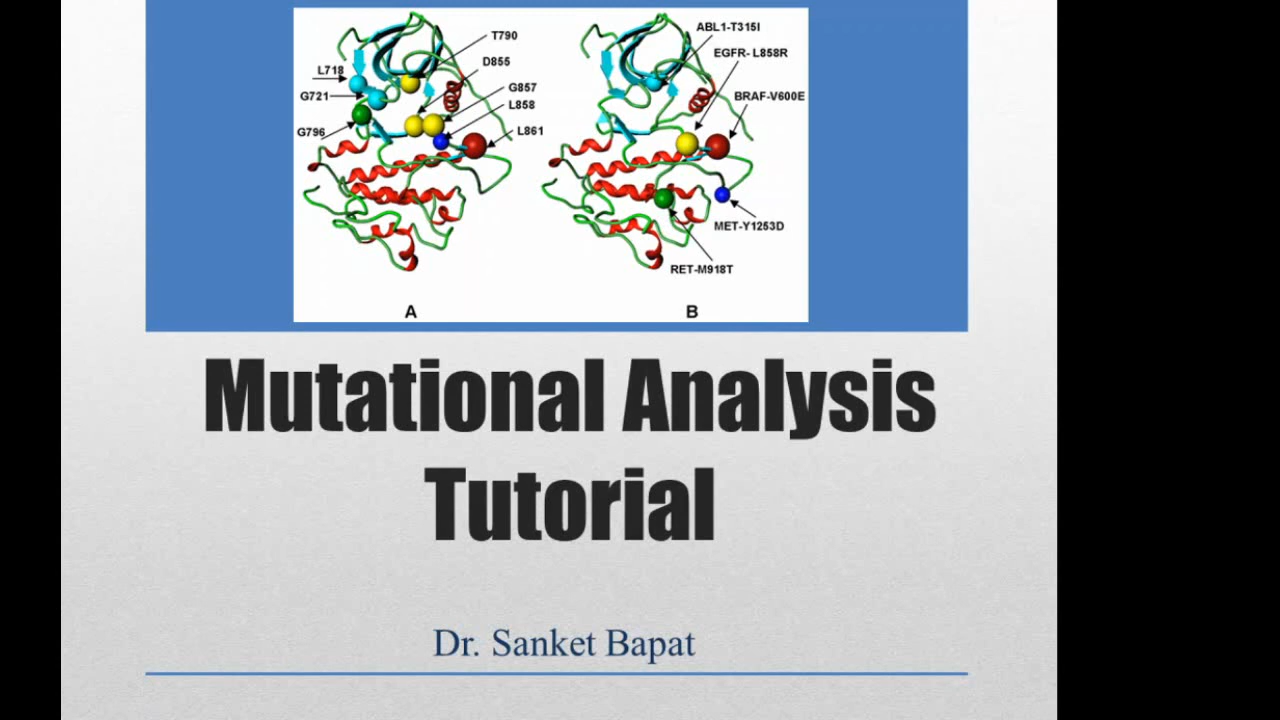 T790
D855
L718
G857
G721
L858
G796
L861
A
ABL1-T315I
EGFR- L858R
BRAF-V600E
MET-Y1253D
RET-M918T
B
Mutational Analysis
Tutorial
Dr. Sanket Bapat